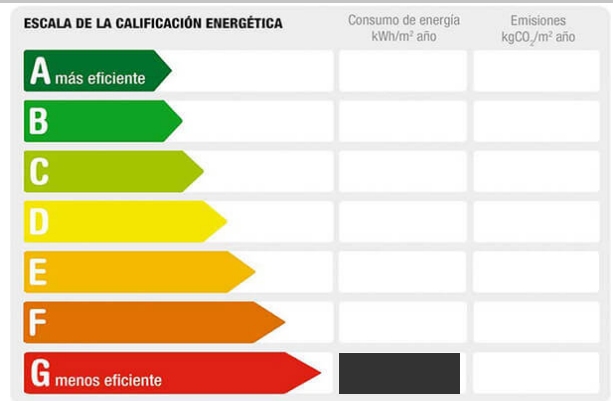 ESCALA DE LA CALIFICACIÓN ENERGÉTICA
Consumo de energía
kWh/m² año
Emisiones
kgCO₂/m² año
A más eficiente
B
C
D
E
F
G menos eficiente